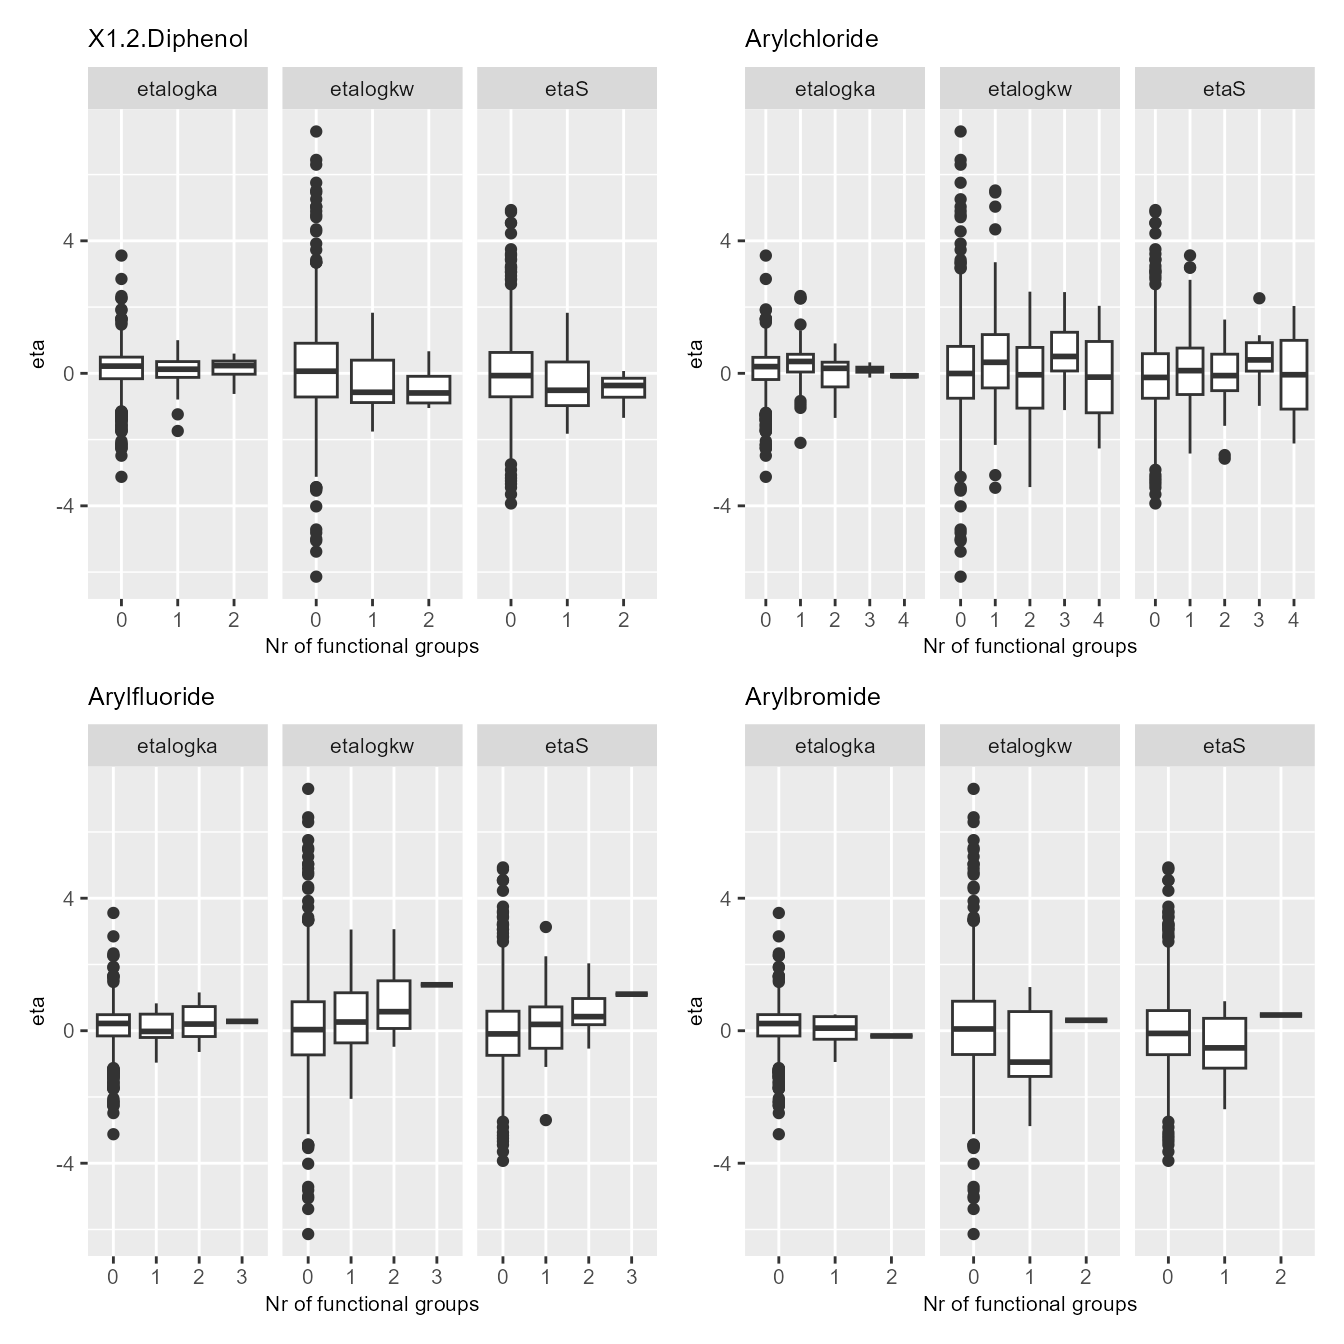 X1.2.Diphenol
etalogka etalogkw etaS
eta
4
0
-4
0 1 2 0 1 2 0 1 2
Nr of functional groups
Arylchloride
etalogka etalogkw etaS
eta
4
0
-4
0 1 2 3 4 0 1 2 3 4 0 1 2 3 4
Nr of functional groups
Arylfluoride
etalogka etalogkw etaS
eta
4
0
-4
0 1 2 3 0 1 2 3 0 1 2 3
Nr of functional groups
Arylbromide
etalogka etalogkw etaS
eta
4
0
-4
0 1 2 0 1 2 0 1 2
Nr of functional groups